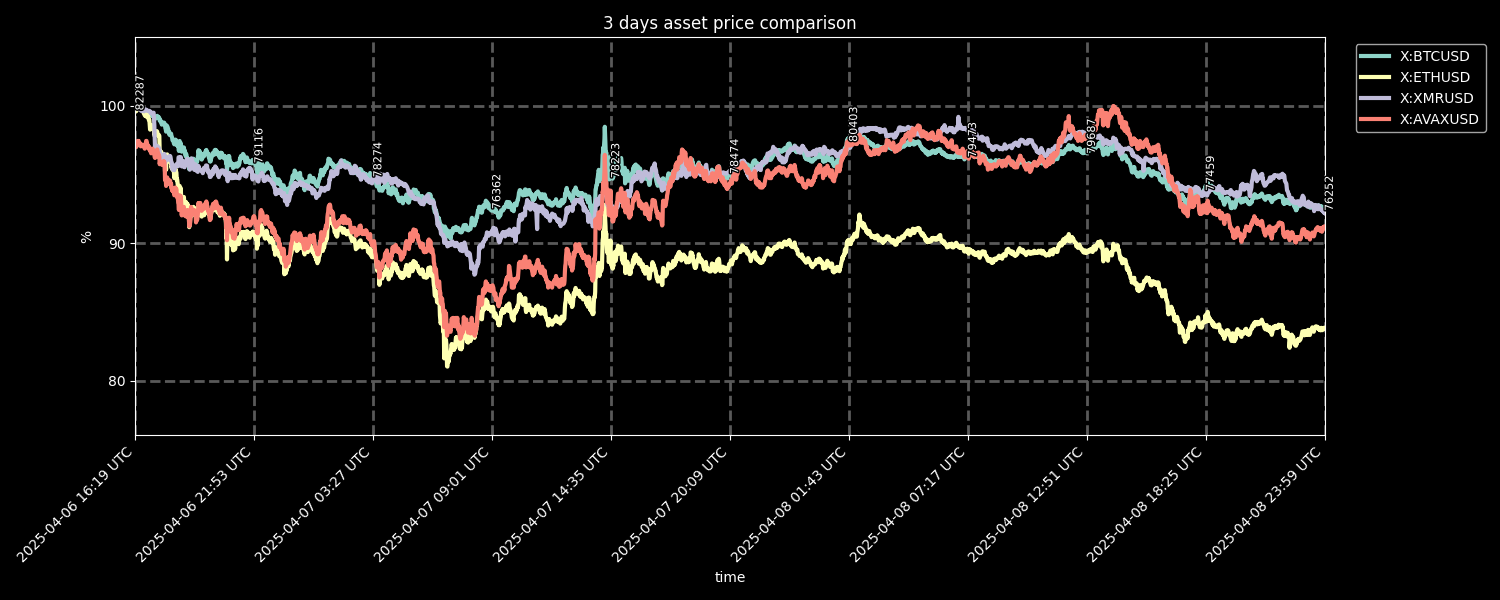 3 days asset price comparison
X:BTCUSD
X:ETHUSD
X:XMRUSD
X:AVAXUSD
%
100
90
80
82287
79116
78274
76362
78223
78474
80403
79473
79687
77459
76252
2025-04-06 16:19 UTC
2025-04-06 21:53 UTC
2025-04-07 03:27 UTC
2025-04-07 09:01 UTC
2025-04-07 14:35 UTC
2025-04-07 20:09 UTC
2025-04-08 01:43 UTC
2025-04-08 07:17 UTC
2025-04-08 12:51 UTC
2025-04-08 18:25 UTC
2025-04-08 23:59 UTC
time